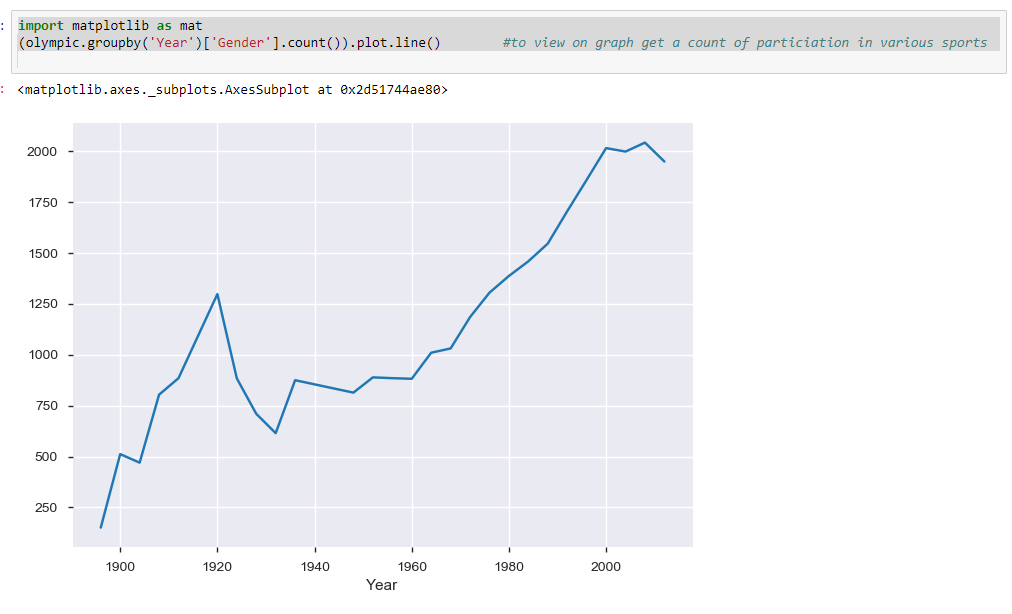 :
import matplotlib as mat
(olympic.groupby('Year')['Gender'].count()).plot.line() #to view on graph get a count of particiation in various sports
:
<matplotlib.axes._subplots.AxesSubplot at 0x2d51744ae80>
2000
1750
1500
1250
1000
750
500
250
1900 1920 1940 1960 1980 2000
Year